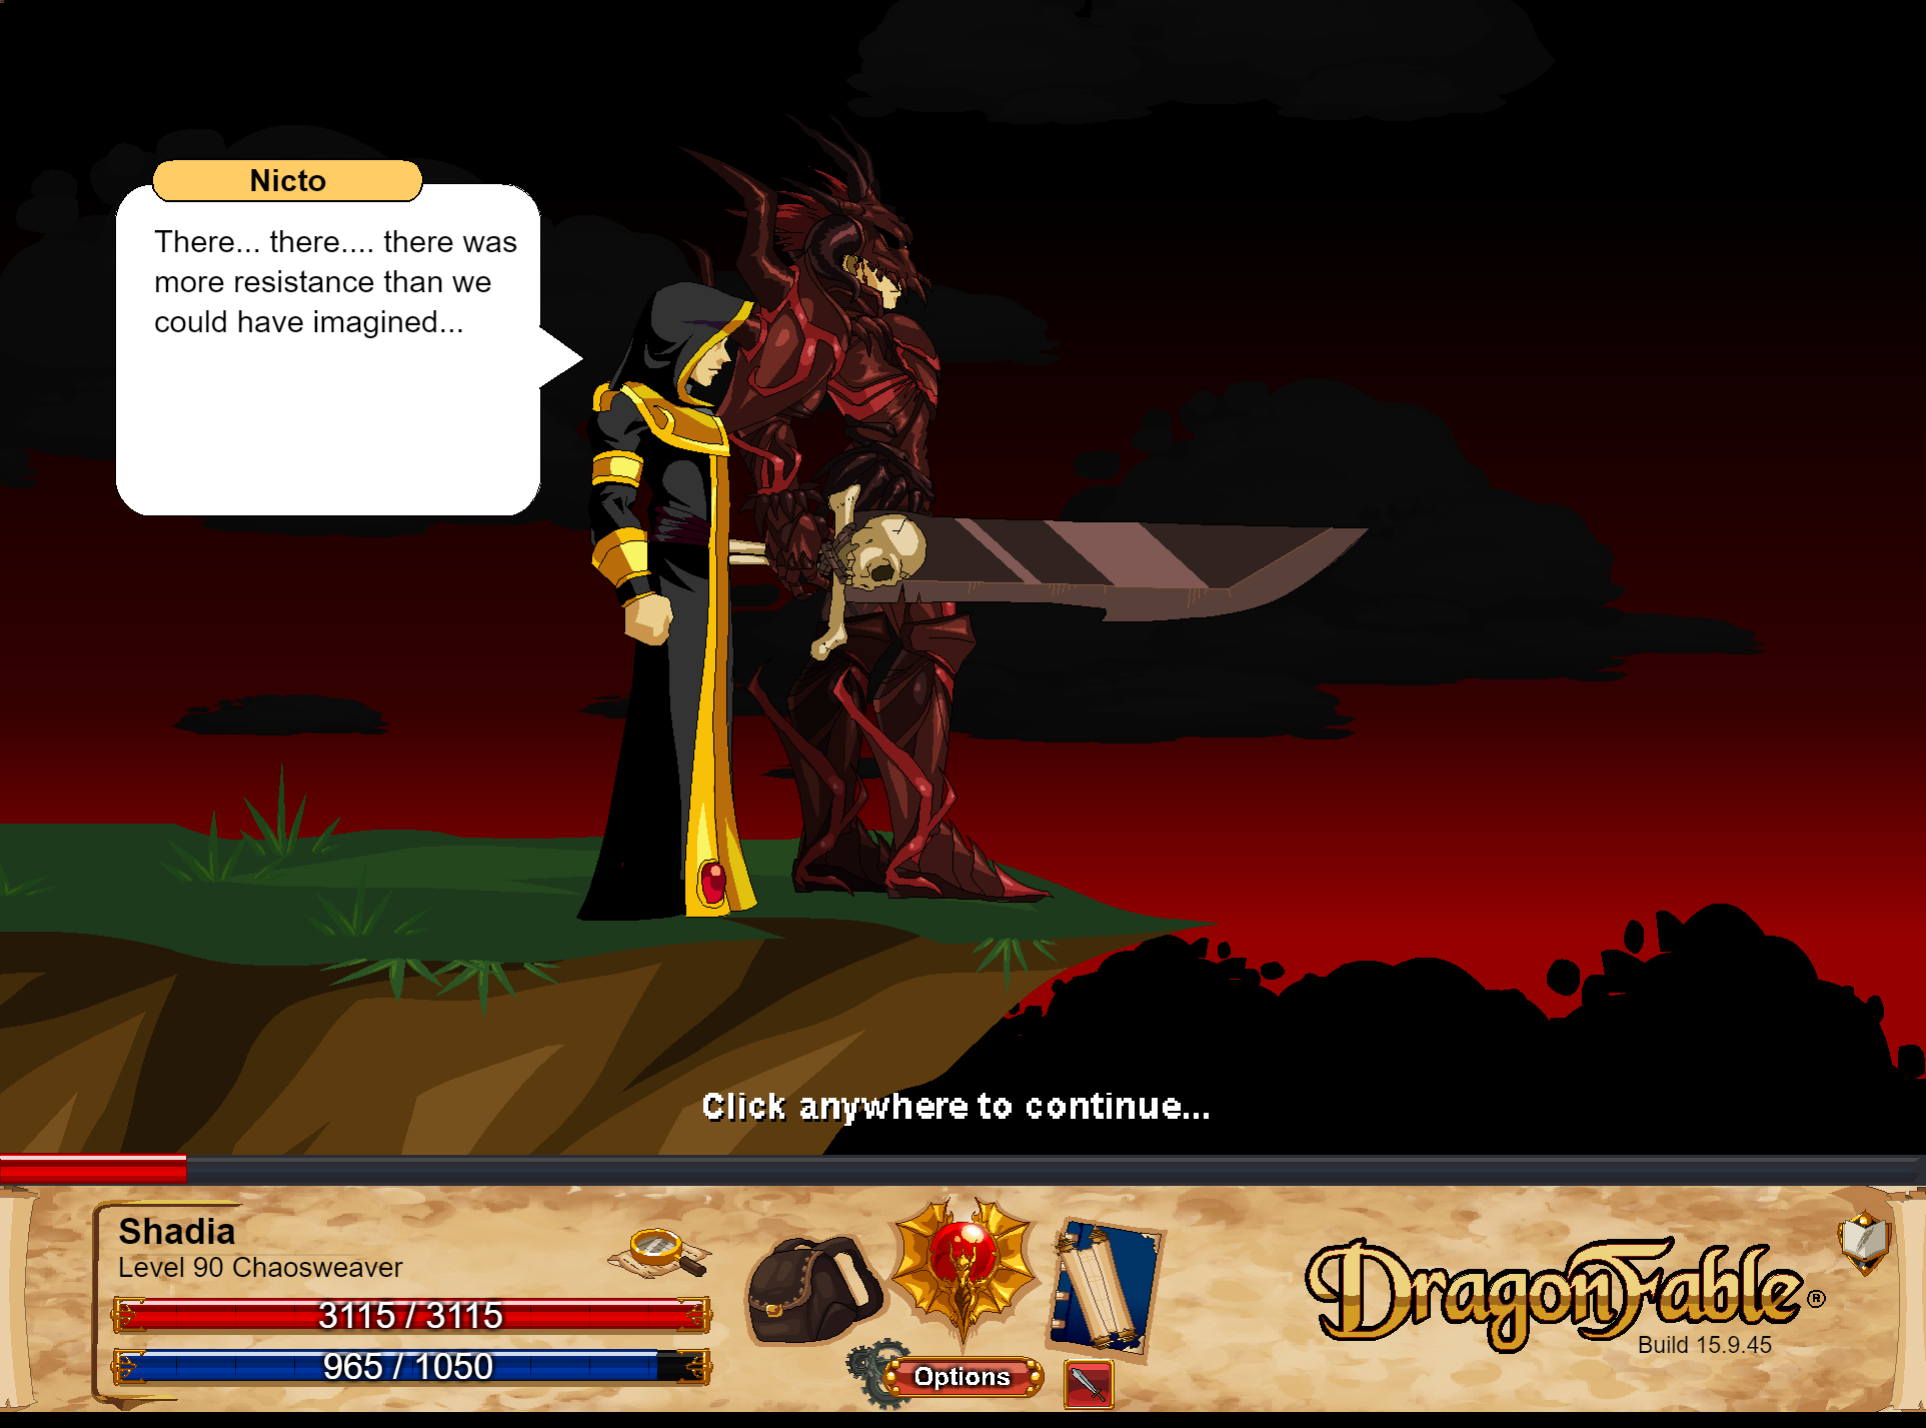 Nicto
There... there.... there was
more resistance than we
could have imagined...
Click anywhere to continue...
Shadia
Level 90 Chaosweaver
3115 / 3115
965 / 1050
Options
DragonFable®
Build 15.9.45